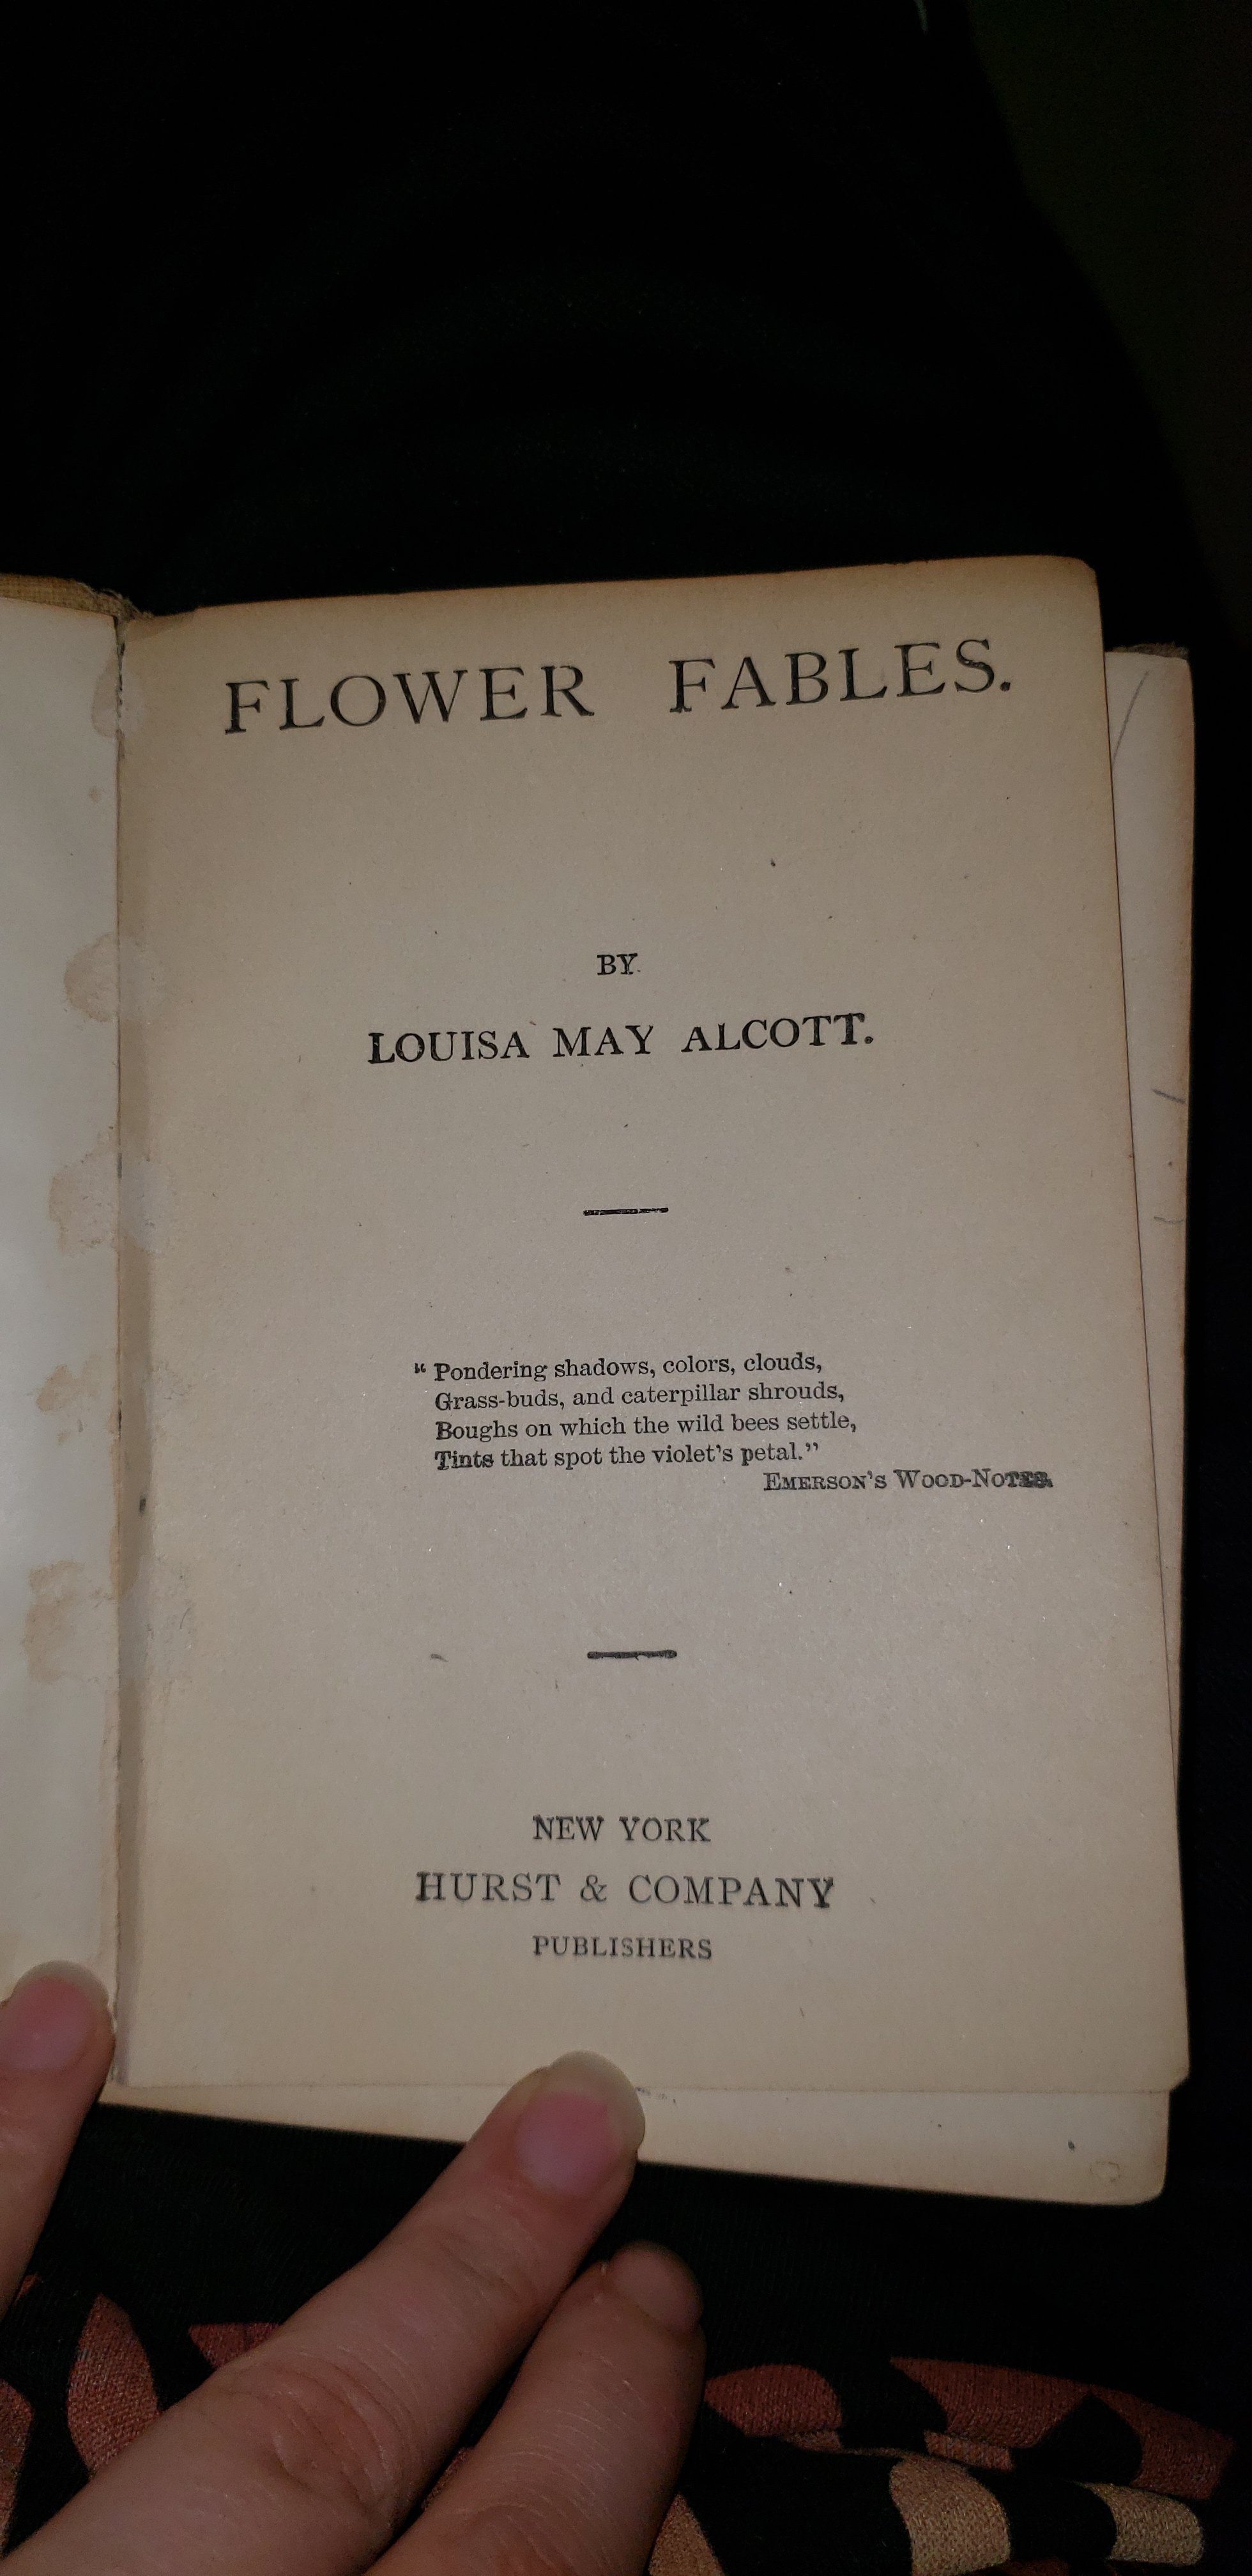 FLOWER FABLES.
BY
LOUISA MAY ALCOTT.
“ Pondering shadows, colors, clouds,
Grass-buds, and caterpillar shrouds,
Boughs on which the wild bees settle,
Tints that spot the violet's petal.”
EMERSON'S WOOD-NOTES.
NEW YORK
HURST & COMPANY
PUBLISHERS